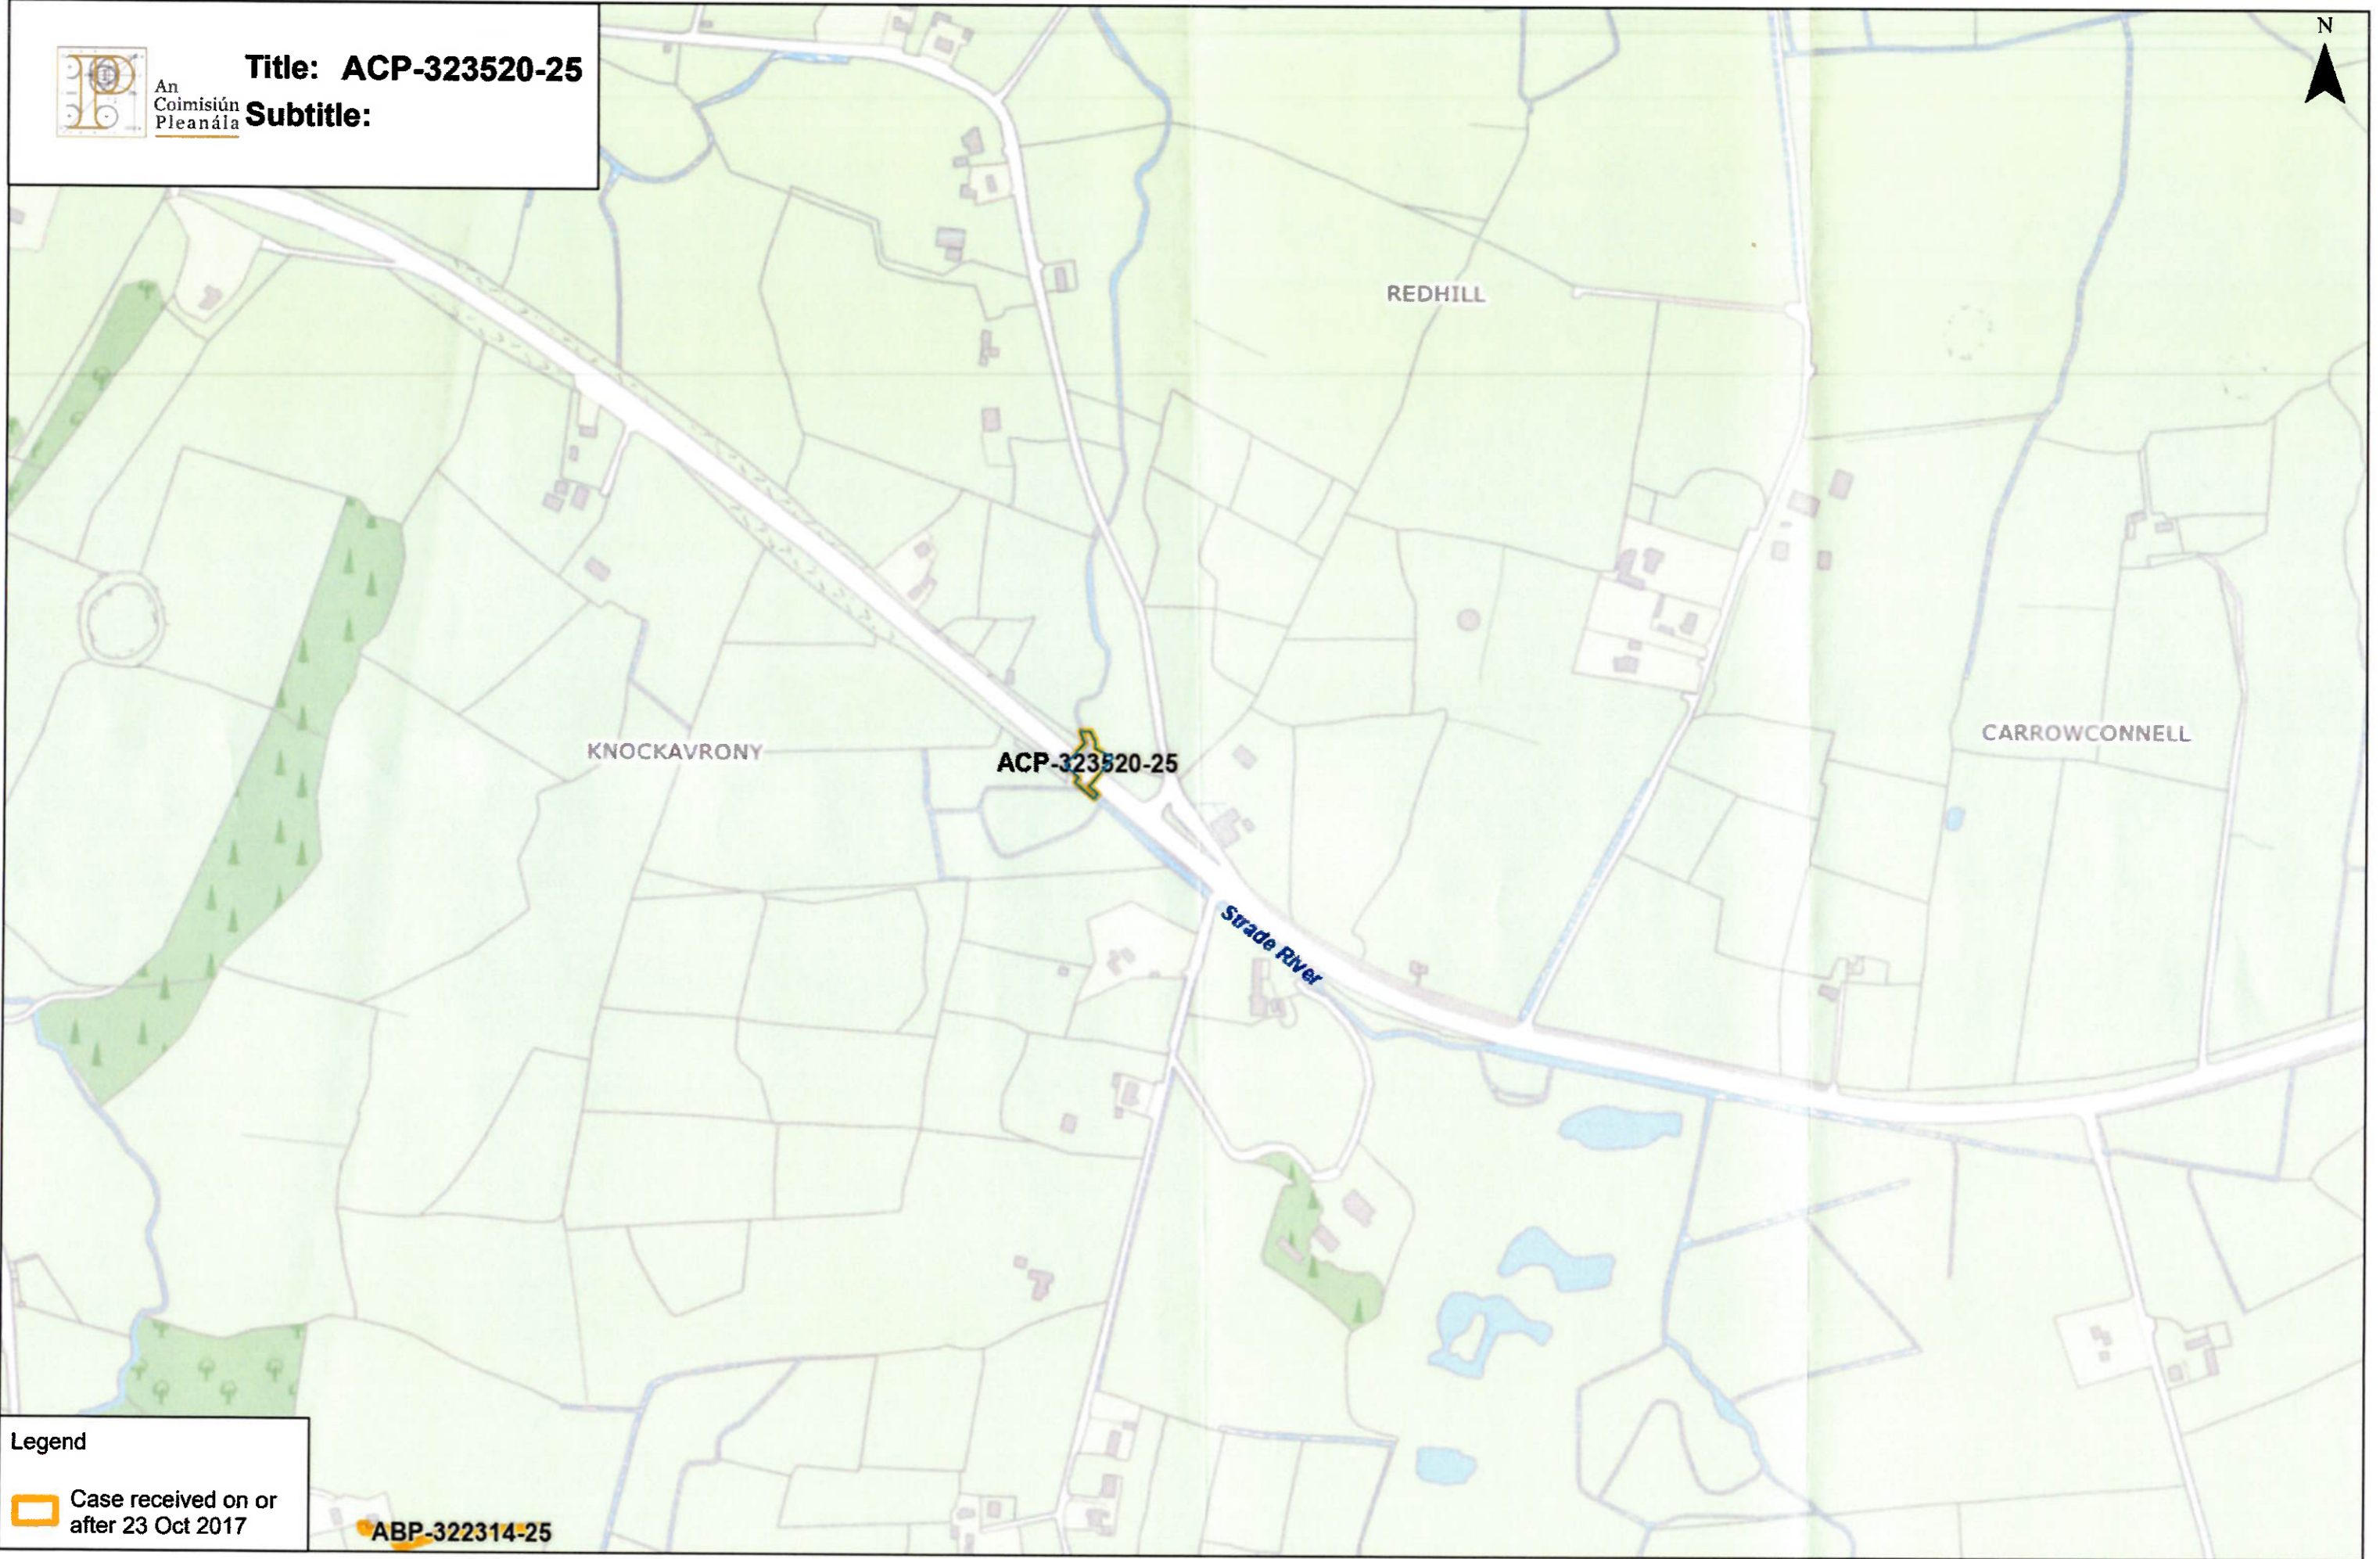 An
Coimisiún
Pleanála
Title: ACP-323520-25
Subtitle:
N
REDHILL
KNOCKAVRONY
ACP-323520-25
CARROWCONNELL
Strade River
Legend
Case received on or
after 23 Oct 2017
ABP-322314-25